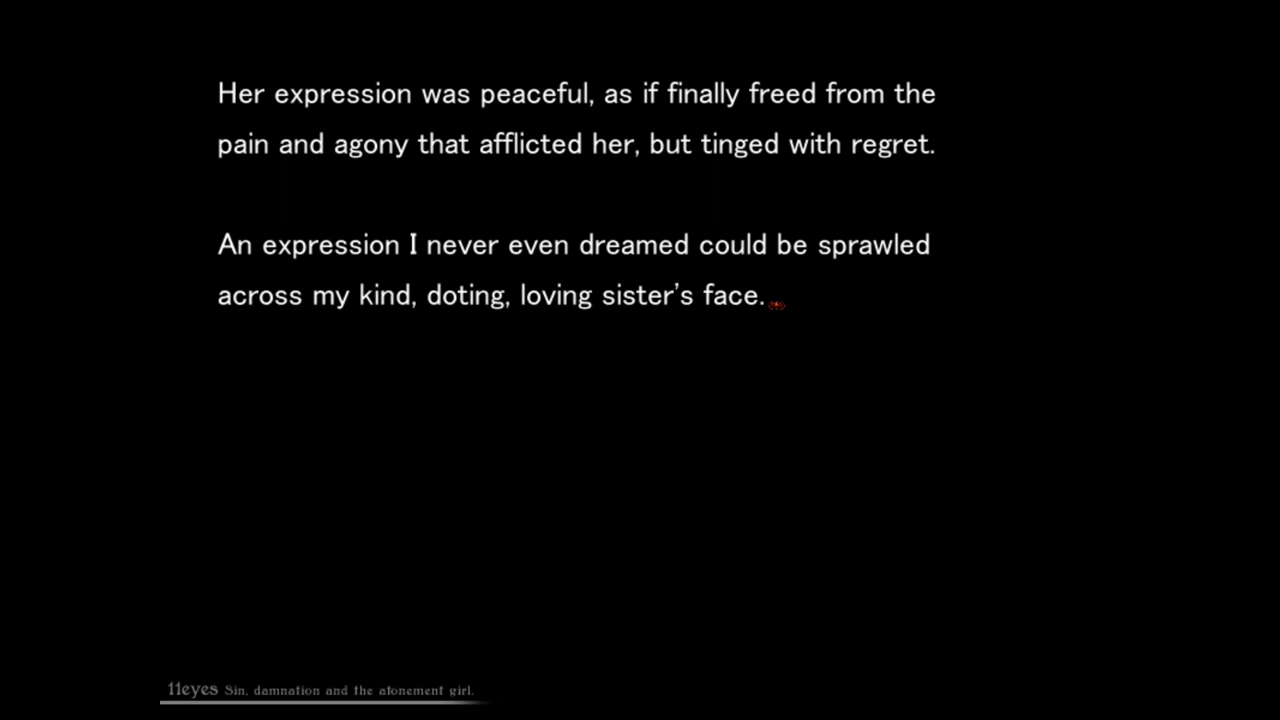 Her expression was peaceful, as if finally freed from the
pain and agony that afflicted her, but tinged with regret.
An expression I never even dreamed could be sprawled
across my kind, doting, loving sister's face.
11eyes Sin, damnation and the atonement girl.